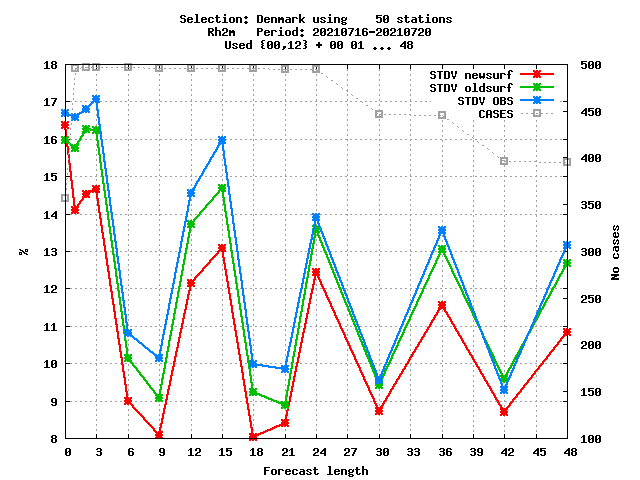 Selection: Denmark using    50 stations
Rh2m   Period: 20210716-20210720
Used {00,12} + 00 01 ... 48
STDV newsurf
STDV oldsurf
STDV OBS
CASES
18
17
16
15
14
13
12
11
10
9
8
%
500
450
400
350
300
250
200
150
100
No cases
0 3 6 9 12 15 18 21 24 27 30 33 36 39 42 45 48
Forecast length